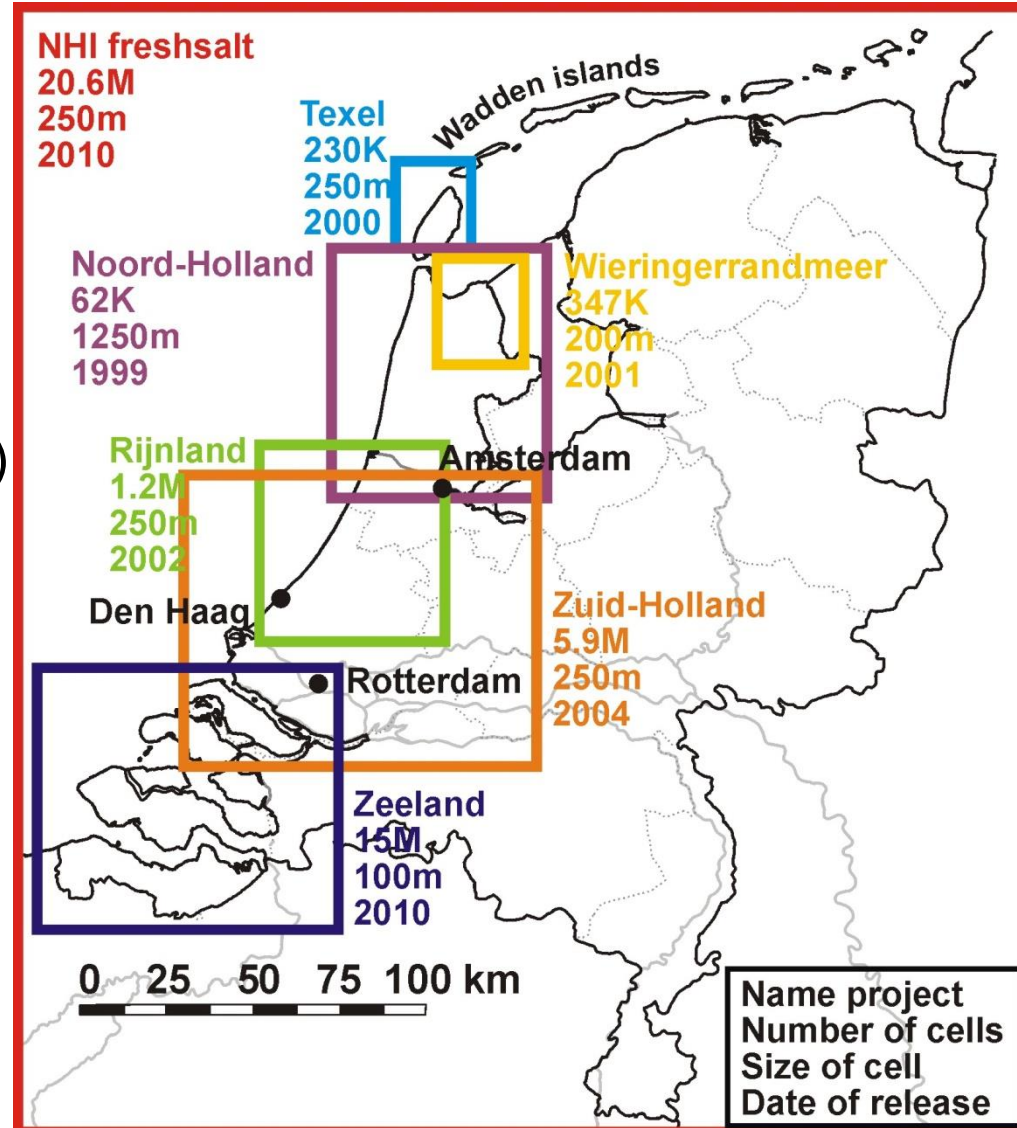 NHI freshsalt
20.6M
250m
2010
Wadden islands
Texel
230K
250m
2000
Noord-Holland
62K
1250m
1999
Wieringerrandmeer
347K
200m
2001
Rijnland
1.2M
250m
2002
Amsterdam
Den Haag
Zuid-Holland
5.9M
250m
2004
Rotterdam
Zeeland
15M
100m
2010
0 25 50 75 100 km
Name project
Number of cells
Size of cell
Date of release
)